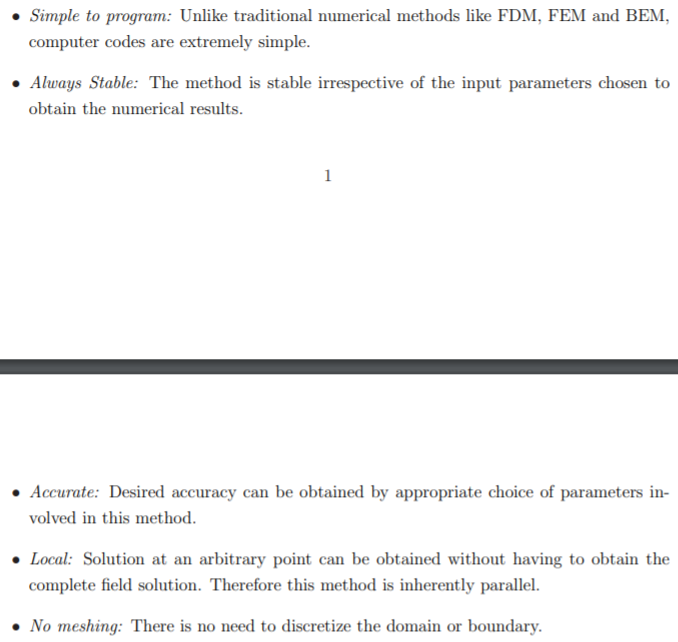 • Simple to program: Unlike traditional numerical methods like FDM, FEM and BEM,
computer codes are extremely simple.
• Always Stable: The method is stable irrespective of the input parameters chosen to
obtain the numerical results.
1
• Accurate: Desired accuracy can be obtained by appropriate choice of parameters in-
volved in this method.
• Local: Solution at an arbitrary point can be obtained without having to obtain the
complete field solution. Therefore this method is inherently parallel.
• No meshing: There is no need to discretize the domain or boundary.